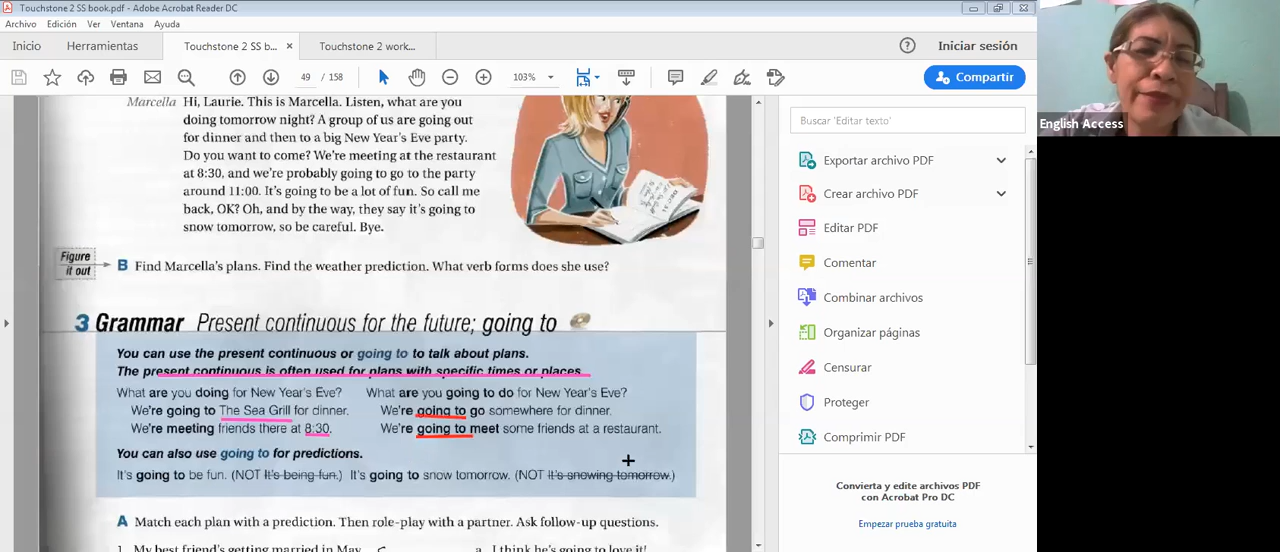 Touchstone 2 SS book.pdf - Adobe Acrobat Reader DC
Archivo Edición Ver Ventana Ayuda
Inicio Herramientas Touchstone 2 SS b... × Touchstone 2 work... Iniciar sesión
49 / 158 103% Compartir
Marcella Hi, Laurie. This is Marcella. Listen, what are you
doing tomorrow night? A group of us are going out
for dinner and then to a big New Year's Eve party.
Do you want to come? We're meeting at the restaurant
at 8:30, and we're probably going to go to the party
around 11:00. It's going to be a lot of fun. So call me
back, OK? Oh, and by the way, they say it's going to
snow tomorrow, so be careful. Bye.
Figure
it out
B Find Marcella's plans. Find the weather prediction. What verb forms does she use?
3 Grammar Present continuous for the future; going to
You can use the present continuous or going to to talk about plans.
The present continuous is often used for plans with specific times or places.
What are you doing for New Year's Eve? What are you going to do for New Year's Eve?
We're going to The Sea Grill for dinner. We're going to go somewhere for dinner.
We're meeting friends there at 8:30. We're going to meet some friends at a restaurant.
You can also use going to for predictions.
It's going to be fun. (NOT It's being fun.) It's going to snow tomorrow. (NOT It's snowing tomorrow.)
A Match each plan with a prediction. Then role-play with a partner. Ask follow-up questions.
1. My best friend's getting married in May. c a. I think he's going to love it!
Buscar 'Editar texto'
Exportar archivo PDF
Crear archivo PDF
Editar PDF
Comentar
Combinar archivos
Organizar páginas
Censurar
Proteger
Comprimir PDF
Convierta y edite archivos PDF
con Acrobat Pro DC
Empezar prueba gratuita
English Access